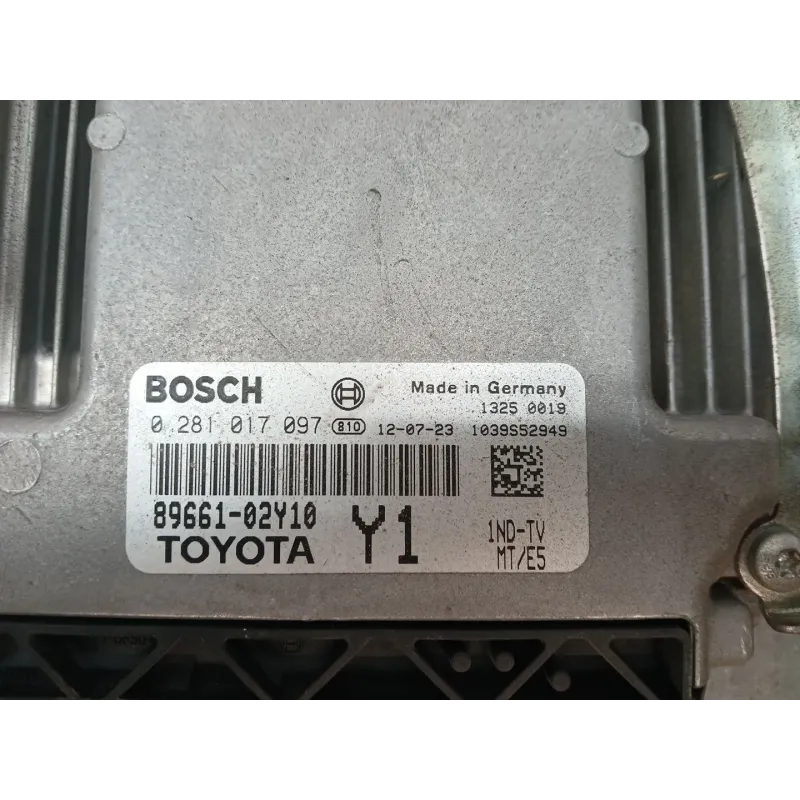 BOSCH Made in Germany
1325 0019
0 281 017 097 810 12-07-23 1039S52949
89661-02Y10 Y1 1ND-TV
TOYOTA MT/E5